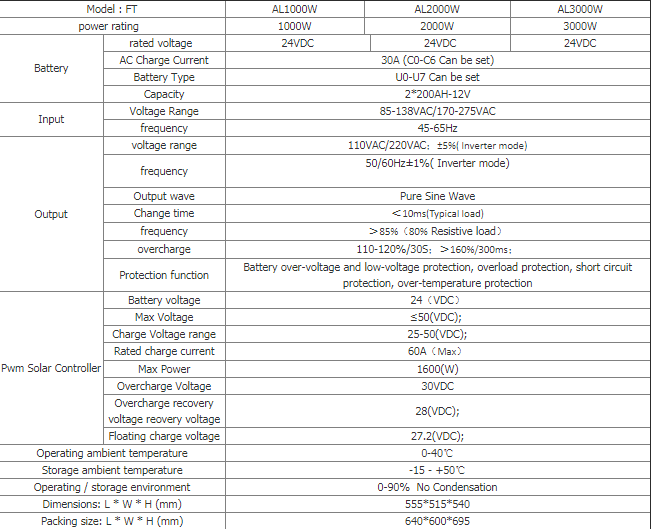 Model : FT AL1000W AL2000W AL3000W
power rating 1000W 2000W 3000W
Battery
rated voltage 24VDC 24VDC 24VDC
AC Charge Current 30A (C0-C6 Can be set)
Battery Type U0-U7 Can be set
Capacity 2*200AH-12V
Input
Voltage Range 85-138VAC/170-275VAC
frequency 45-65Hz
Output
voltage range 110VAC/220VAC；±5%( Inverter mode)
frequency 50/60Hz±1%( Inverter mode)
Output wave Pure Sine Wave
Change time ＜10ms(Typical load)
frequency ＞85%（80% Resistive load）
overcharge 110-120%/30S；＞160%/300ms；
Protection function Battery over-voltage and low-voltage protection, overload protection, short circuit
protection, over-temperature protection
Pwm Solar Controller
Battery voltage 24（VDC）
Max Voltage ≤50(VDC);
Charge Voltage range 25-50(VDC);
Rated charge current 60A（Max）
Max Power 1600(W)
Overcharge Voltage 30VDC
Overcharge recovery
voltage reovery voltage 28(VDC);
Floating charge voltage 27.2(VDC);
Operating ambient temperature 0-40℃
Storage ambient temperature -15 - +50℃
Operating / storage environment 0-90% No Condensation
Dimensions: L * W * H (mm) 555*515*540
Packing size: L * W * H (mm) 640*600*695